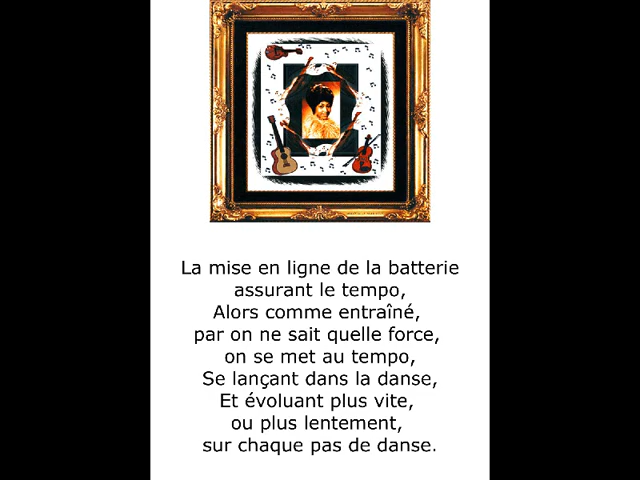 La mise en ligne de la batterie
assurant le tempo,
Alors comme entraîné,
par on ne sait quelle force,
on se met au tempo,
Se lançant dans la danse,
Et évoluant plus vite,
ou plus lentement,
sur chaque pas de danse.